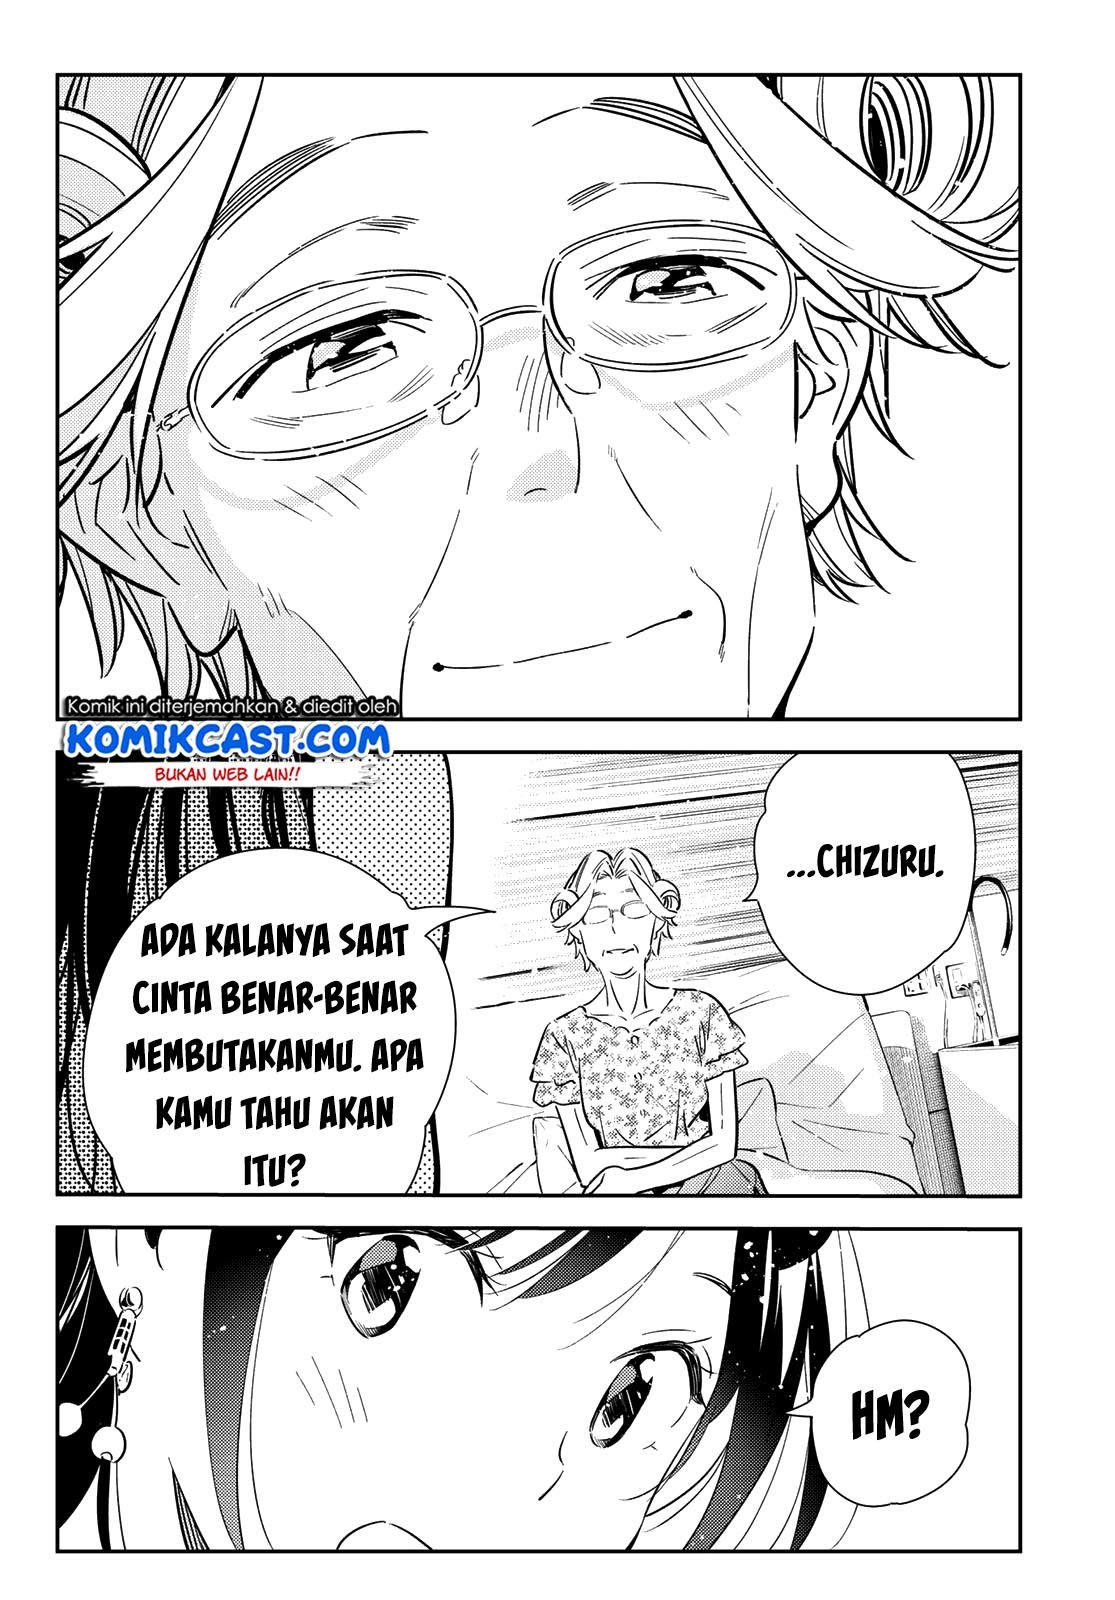 Komik ini diterjemahkan & diedit oleh
KOMIKCAST.COM
BUKAN WEB LAIN!!
...CHIZURU.
ADA KALANYA SAAT
CINTA BENAR-BENAR
MEMBUTAKANMU. APA
KAMU TAHU AKAN
ITU?
HM?